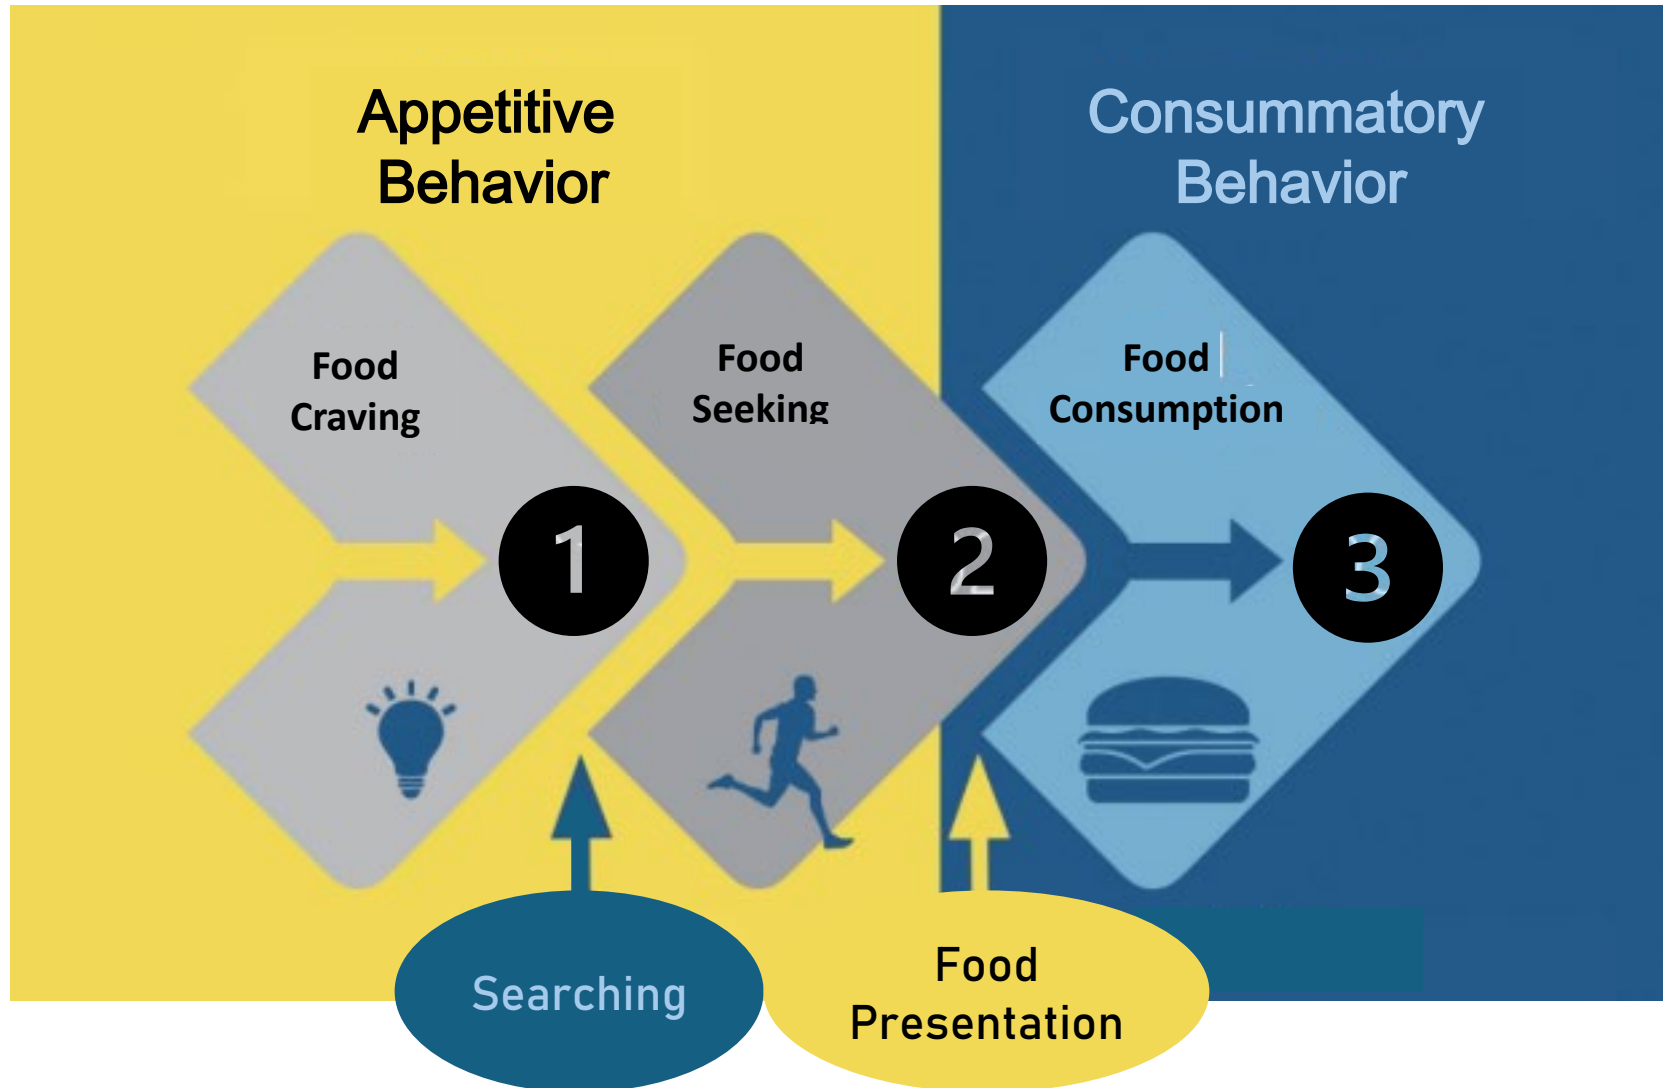 Appetitive
Behavior
Consummatory
Behavior
Food
Craving
Food
Seeking
Food
Consumption
1
2
3
Searching
Food
Presentation